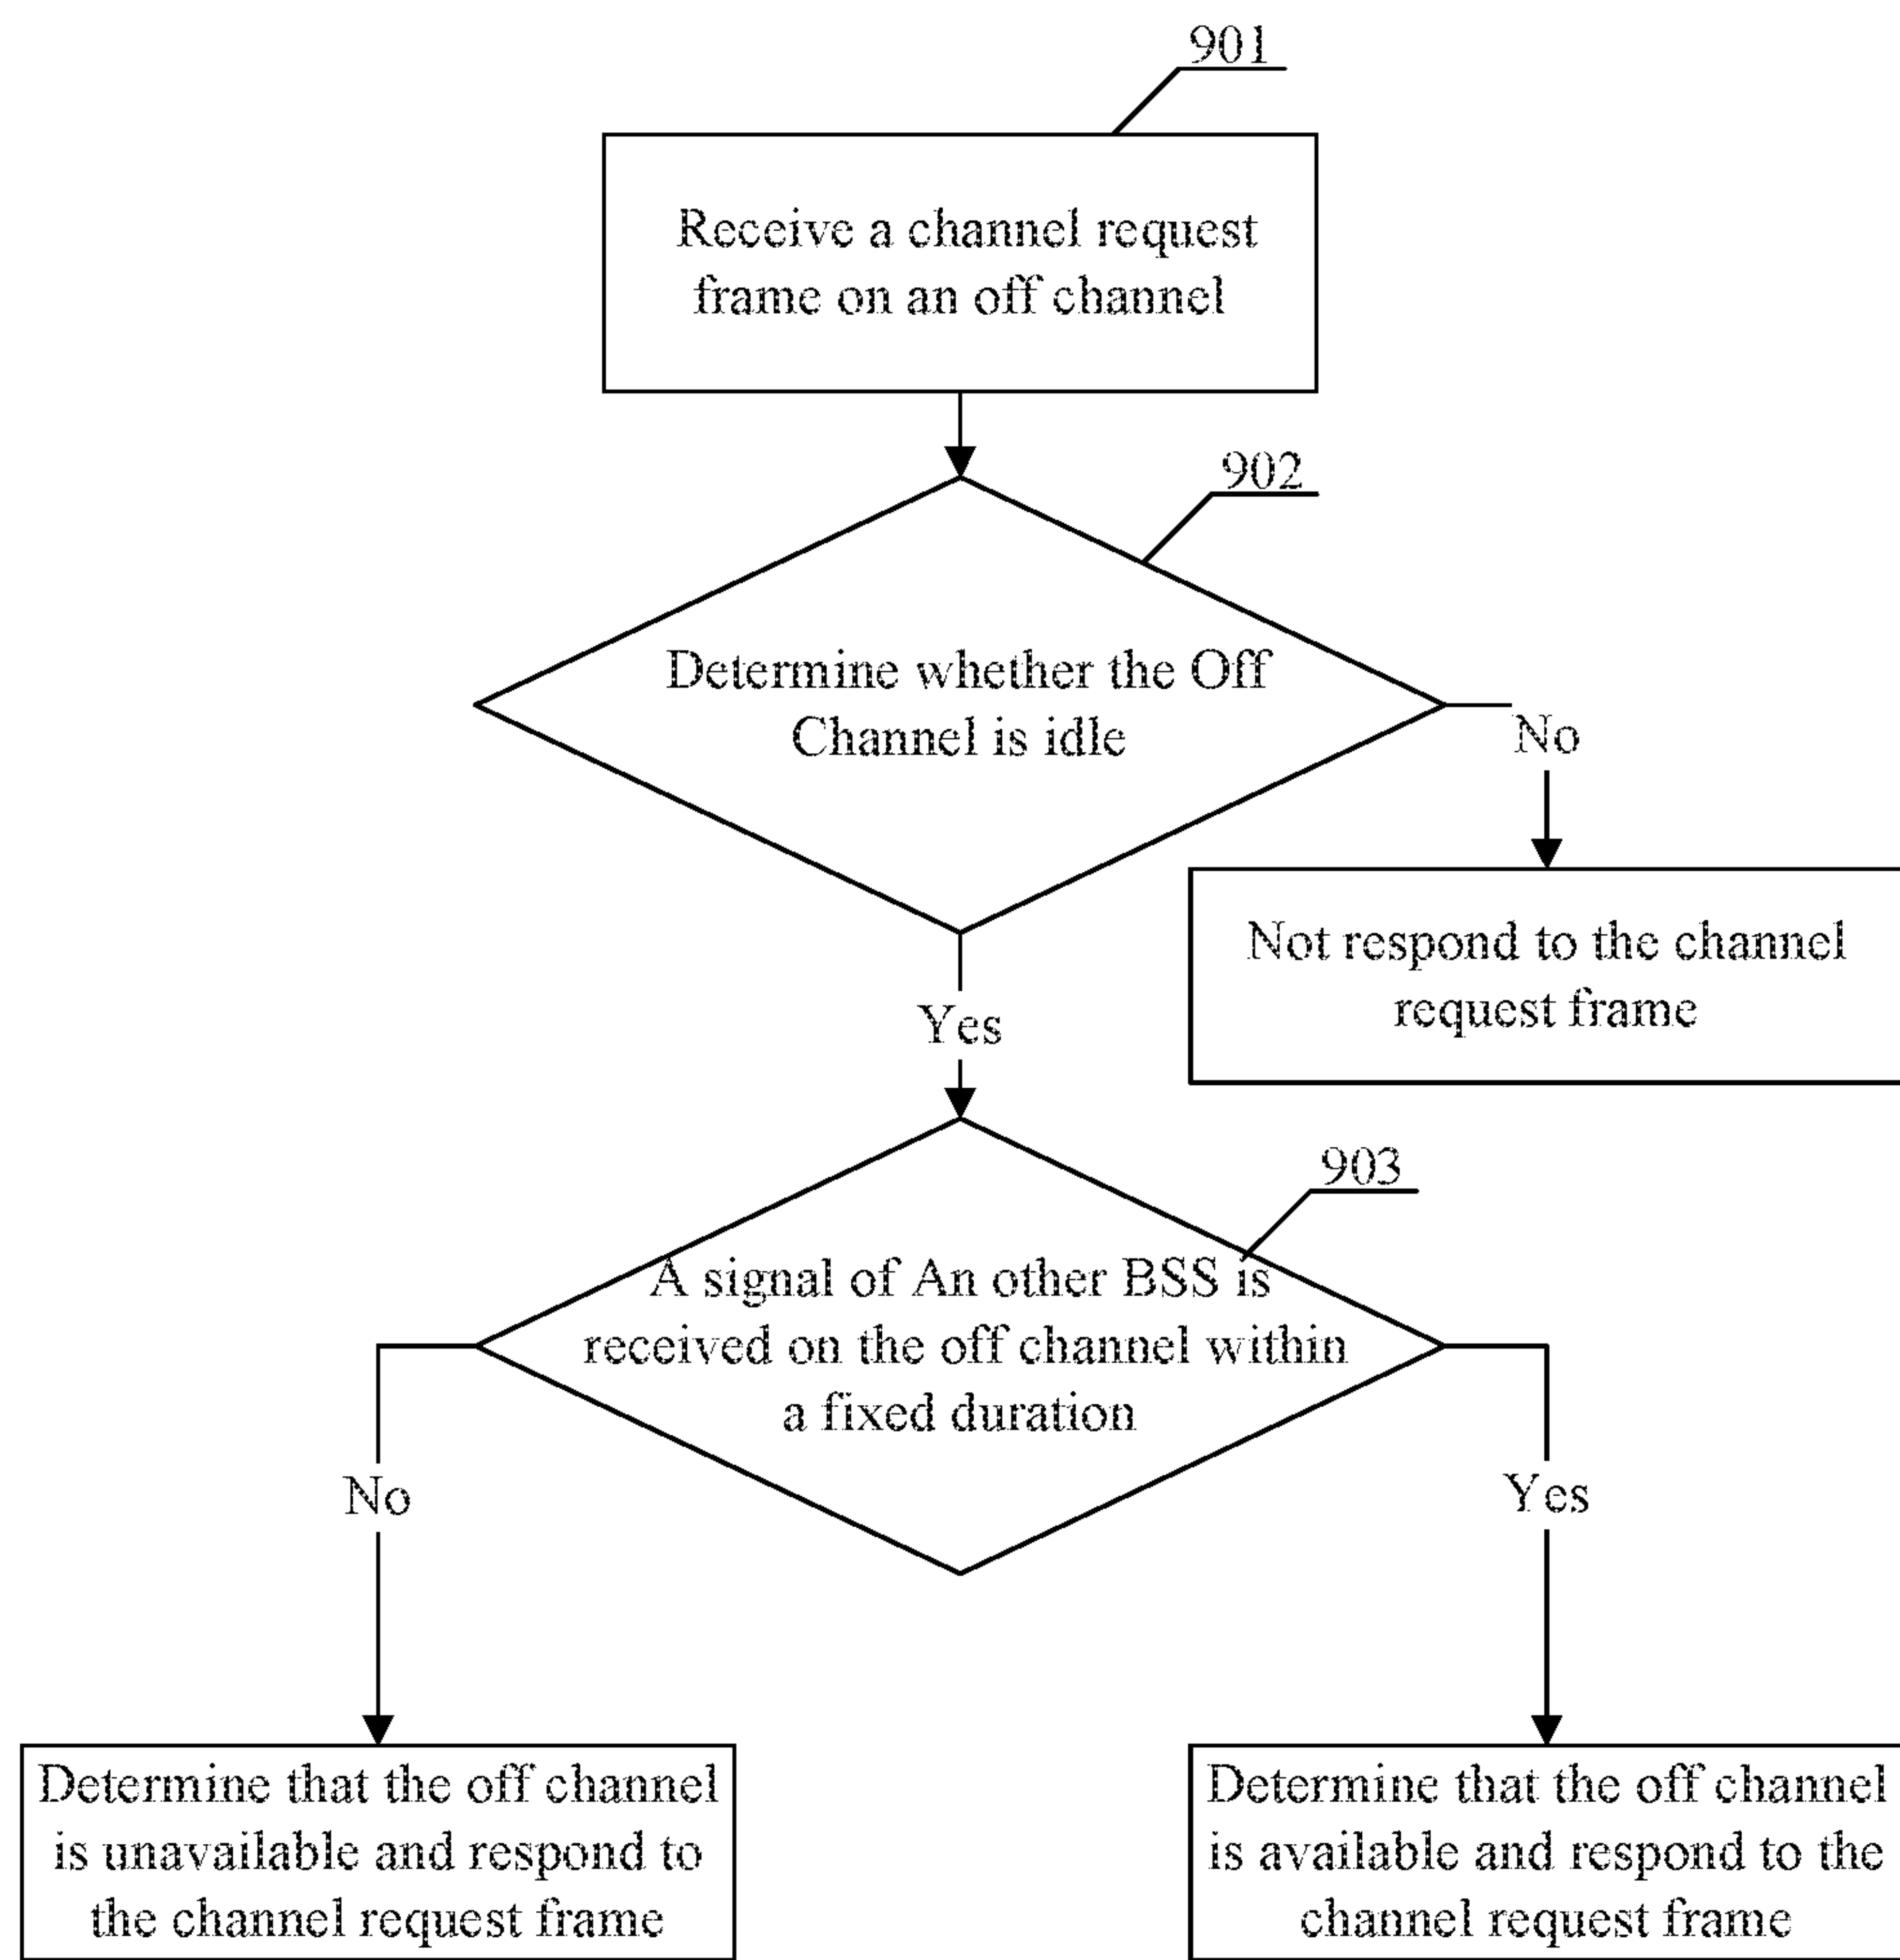 901
Receive a channel request
frame on an off channel
902
Determine whether the Off
Channel is idle
No
Not respond to the channel
request frame
Yes
903
A signal of An other BSS is
received on the off channel within
a fixed duration
No
Yes
Determine that the off channel
is unavailable and respond to
the channel request frame
Determine that the off channel
is available and respond to the
channel request frame